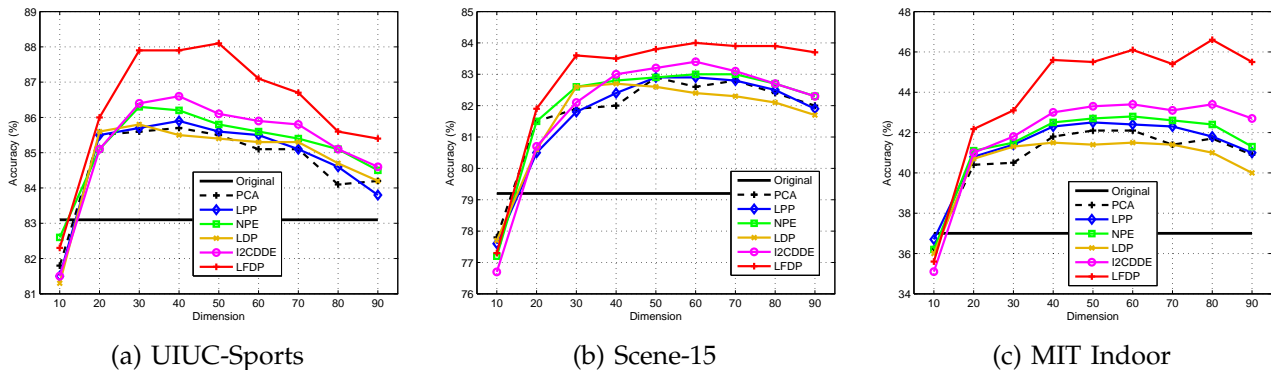 89
88
87
86
85
84
83
82
81
10 20 30 40 50 60 70 80 90
Accuracy (%)
Dimension
Original
PCA
LPP
NPE
LDP
I2CDDE
LFDP
(a) UIUC-Sports
85
84
83
82
81
80
79
78
77
76
10 20 30 40 50 60 70 80 90
Accuracy (%)
Dimension
Original
PCA
LPP
NPE
LDP
I2CDDE
LFDP
(b) Scene-15
48
46
44
42
40
38
36
34
10 20 30 40 50 60 70 80 90
Accuracy (%)
Dimension
Original
PCA
LPP
NPE
LDP
I2CDDE
LFDP
(c) MIT Indoor